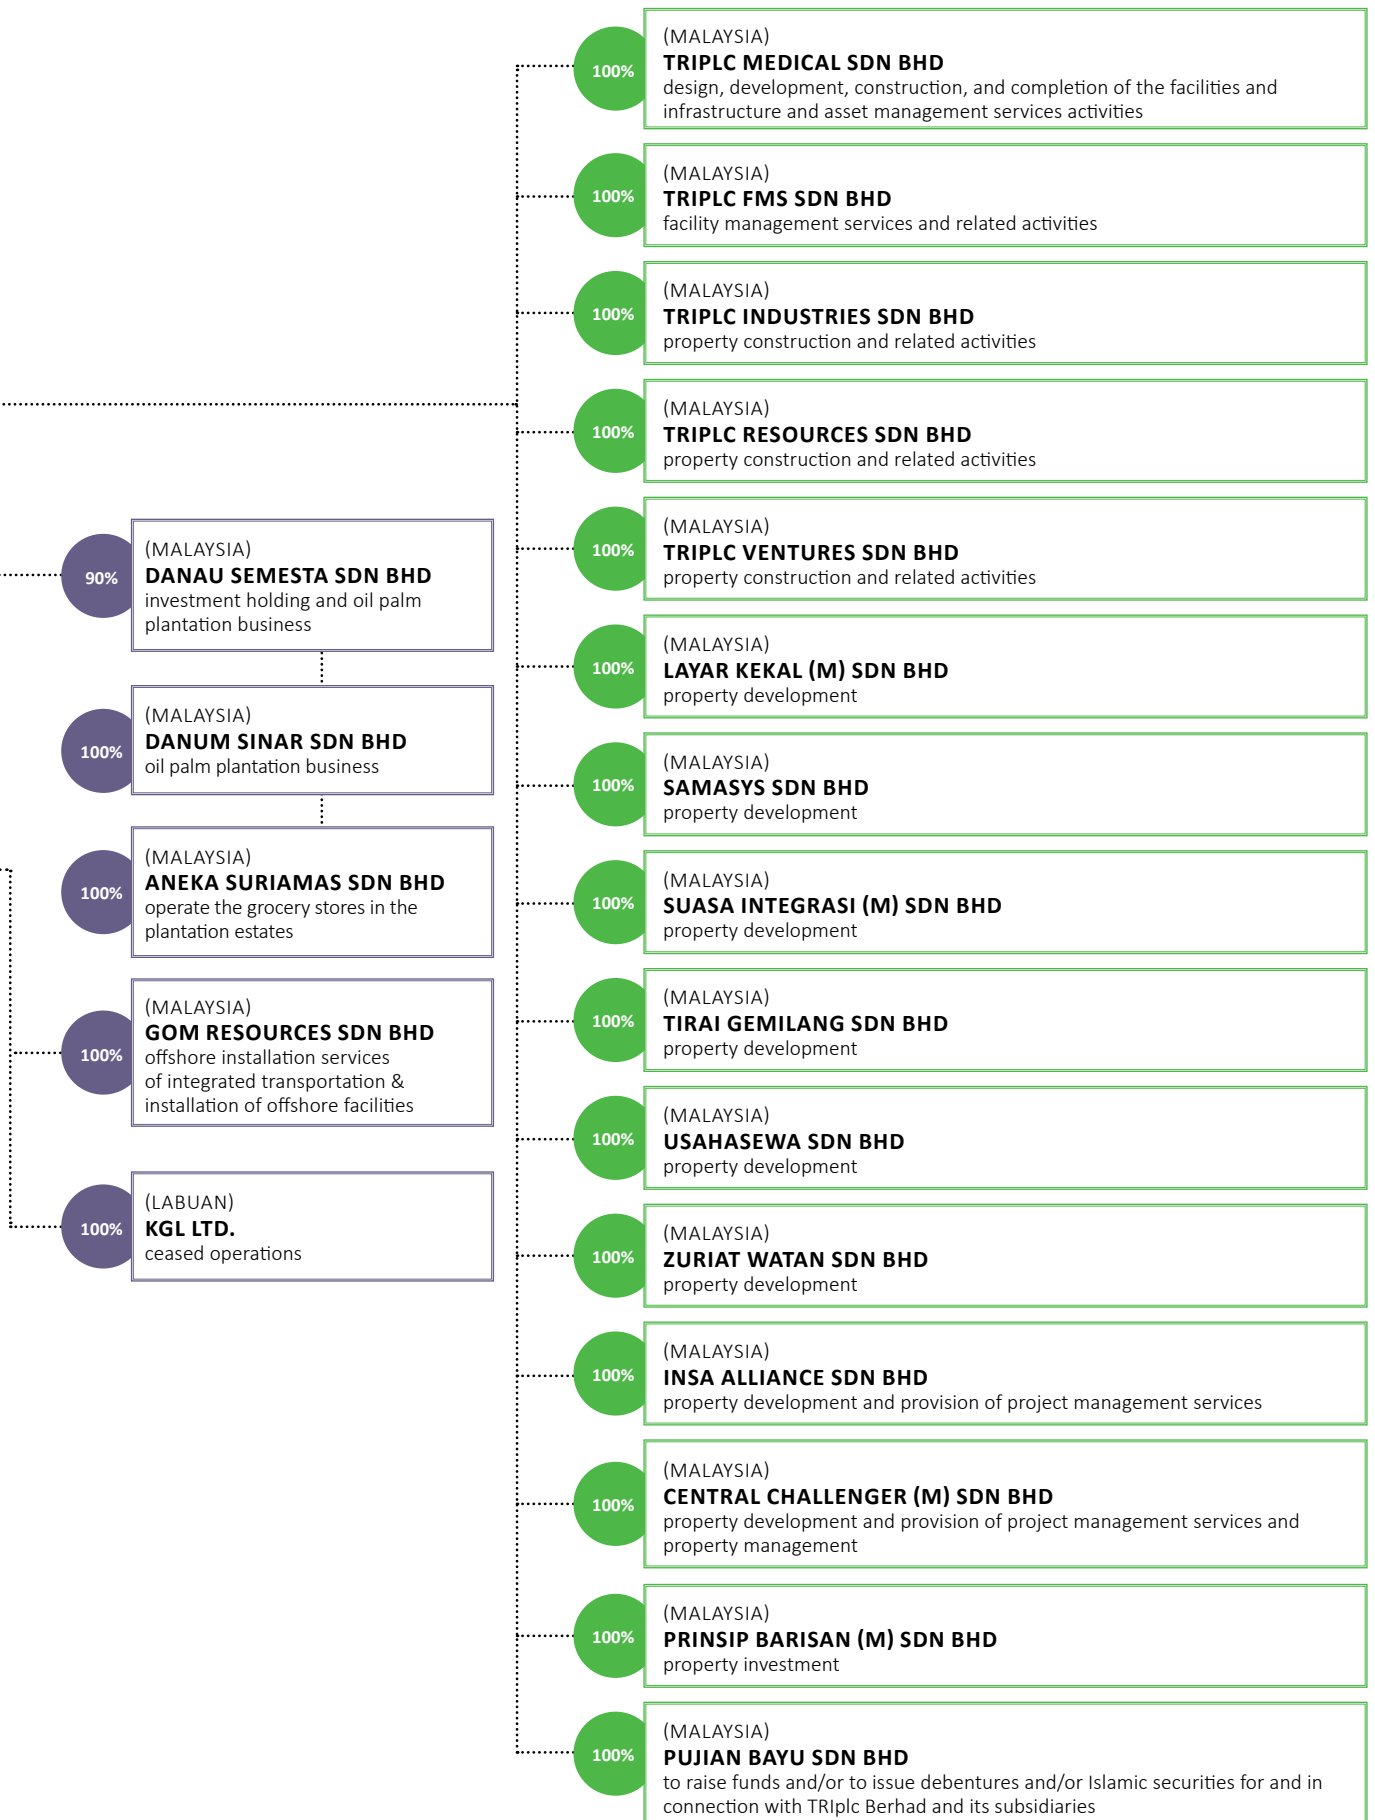 100%
(MALAYSIA)
TRIPLC MEDICAL SDN BHD
design, development, construction, and completion of the facilities and
infrastructure and asset management services activities
100%
(MALAYSIA)
TRIPLC FMS SDN BHD
facility management services and related activities
100%
(MALAYSIA)
TRIPLC INDUSTRIES SDN BHD
property construction and related activities
100%
(MALAYSIA)
TRIPLC RESOURCES SDN BHD
property construction and related activities
100%
(MALAYSIA)
TRIPLC VENTURES SDN BHD
property construction and related activities
100%
(MALAYSIA)
LAYAR KEKAL (M) SDN BHD
property development
100%
(MALAYSIA)
SAMASYS SDN BHD
property development
100%
(MALAYSIA)
SUASA INTEGRASI (M) SDN BHD
property development
100%
(MALAYSIA)
TIRAI GEMILANG SDN BHD
property development
100%
(MALAYSIA)
USAHASEWA SDN BHD
property development
100%
(MALAYSIA)
ZURIAT WATAN SDN BHD
property development
100%
(MALAYSIA)
INSA ALLIANCE SDN BHD
property development and provision of project management services
100%
(MALAYSIA)
CENTRAL CHALLENGER (M) SDN BHD
property development and provision of project management services and
property management
100%
(MALAYSIA)
PRINSIP BARISAN (M) SDN BHD
property investment
100%
(MALAYSIA)
PUJIAN BAYU SDN BHD
to raise funds and/or to issue debentures and/or Islamic securities for and in
connection with TRIplc Berhad and its subsidiaries
90%
(MALAYSIA)
DANAU SEMESTA SDN BHD
investment holding and oil palm
plantation business
100%
(MALAYSIA)
DANUM SINAR SDN BHD
oil palm plantation business
100%
(MALAYSIA)
ANEKA SURIAMAS SDN BHD
operate the grocery stores in the
plantation estates
100%
(MALAYSIA)
GOM RESOURCES SDN BHD
offshore installation services
of integrated transportation &
installation of offshore facilities
100%
(LABUAN)
KGL LTD.
ceased operations